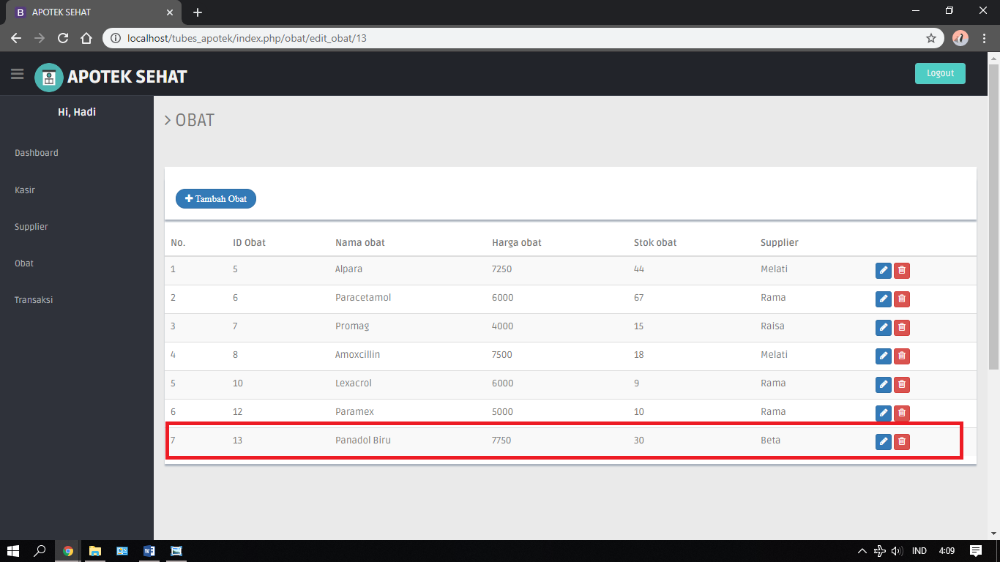 B APOTEK SEHAT
localhost/tubes_apotek/index.php/obat/edit_obat/13
APOTEK SEHAT
Logout
Hi, Hadi
Dashboard
Kasir
Supplier
Obat
Transaksi
> OBAT
+ Tambah Obat
No. ID Obat Nama obat Harga obat Stok obat Supplier
1 5 Alpara 7250 44 Melati
2 6 Paracetamol 6000 67 Rama
3 7 Promag 4000 15 Raisa
4 8 Amoxcillin 7500 18 Melati
5 10 Lexacrol 6000 9 Rama
6 12 Paramex 5000 10 Rama
7 13 Panadol Biru 7750 30 Beta
IND 4:09